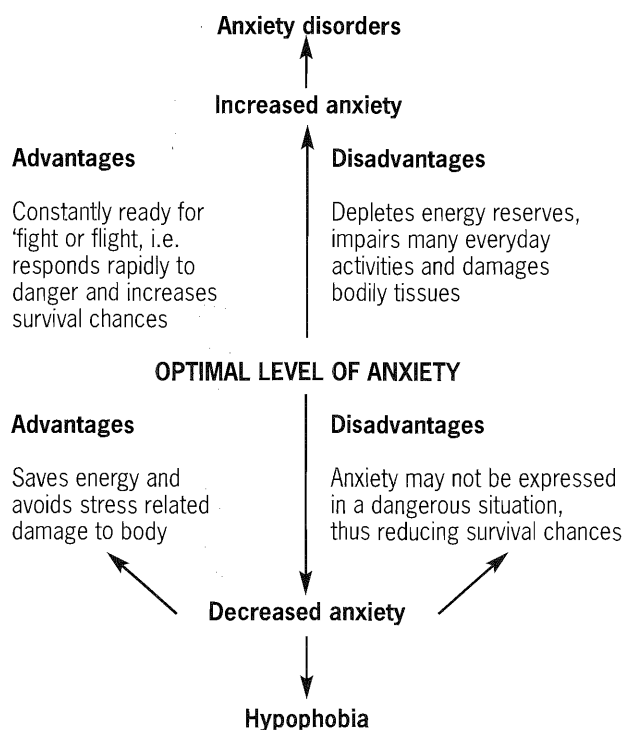 Anxiety disorders
Increased anxiety
Advantages
Constantly ready for
'fight or flight, i.e.
responds rapidly to
danger and increases
survival chances
Disadvantages
Depletes energy reserves,
impairs many everyday
activities and damages
bodily tissues
OPTIMAL LEVEL OF ANXIETY
Advantages
Saves energy and
avoids stress related
damage to body
Disadvantages
Anxiety may not be expressed
in a dangerous situation,
thus reducing survival chances
Decreased anxiety
Hypophobia